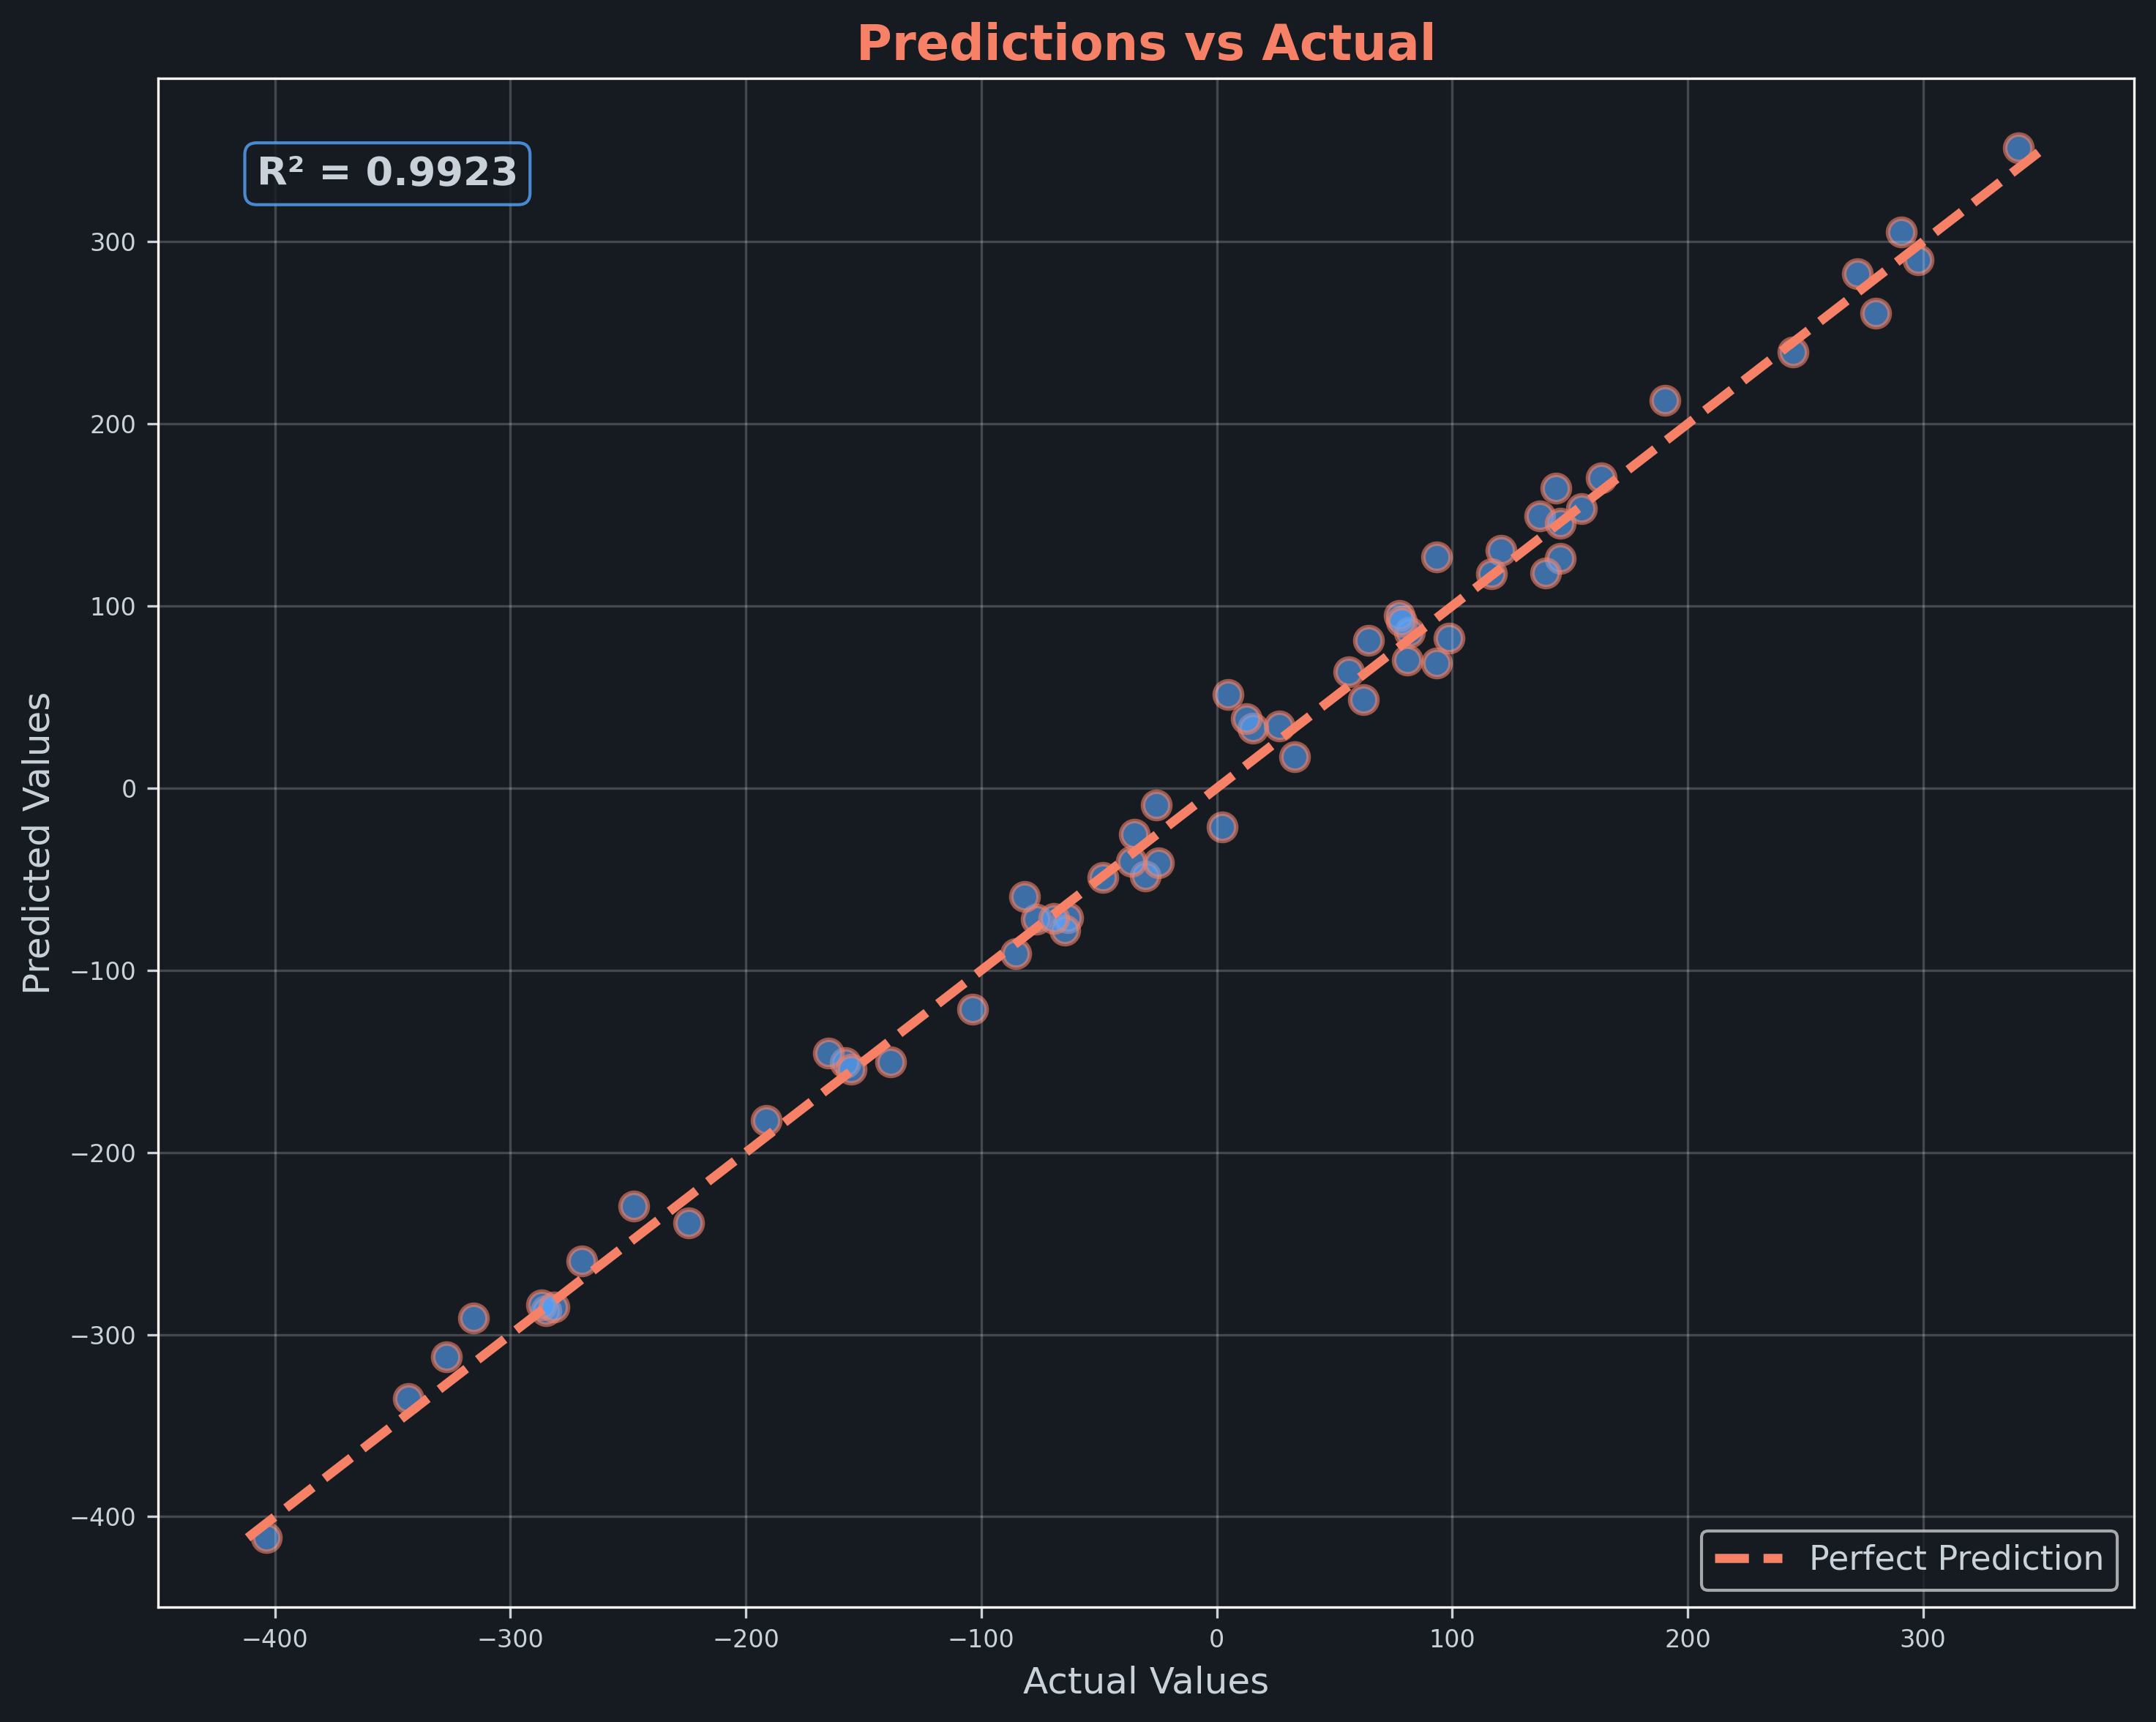 Predictions vs Actual
R² = 0.9923
300
200
100
0
−100
−200
−300
−400
Predicted Values
−400 −300 −200 −100 0 100 200 300
Actual Values
Perfect Prediction